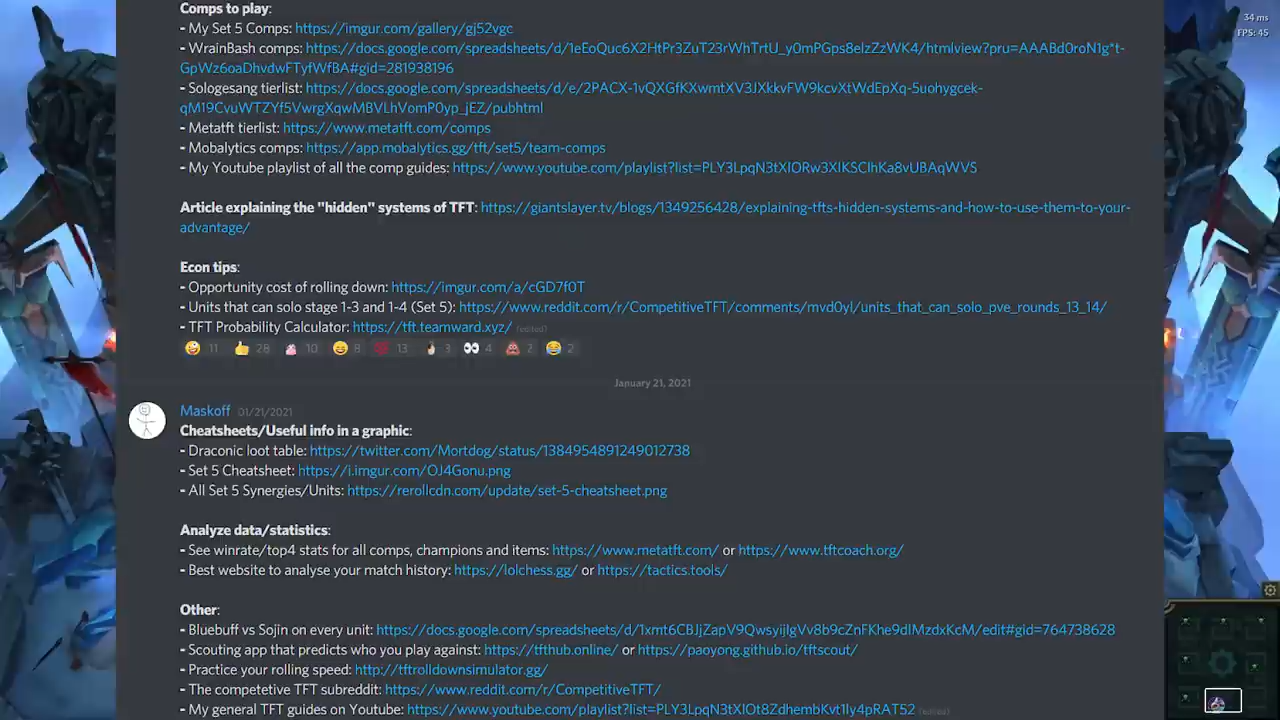 34 ms
FPS: 45
Comps to play:
- My Set 5 Comps: https://imgur.com/gallery/gj52vgc
- WrainBash comps: https://docs.google.com/spreadsheets/d/1eEoQuc6X2HtPr3ZuT23rWhTrtU_y0mPGps8elzZzWK4/htmlview?pru=AAABd0roN1g*t-
GpWz6oaDhvdwFTyfWfBA#gid=281938196
- Sologesang tierlist: https://docs.google.com/spreadsheets/d/e/2PACX-1vQXGfKXwmtXV3JXkkvFW9kcvXtWdEpXq-5uohygcek-
qM19CvuWTZYf5VwrgXqwMBVLhVomP0yp_jEZ/pubhtml
- Metatft tierlist: https://www.metatft.com/comps
- Mobalytics comps: https://app.mobalytics.gg/tft/set5/team-comps
- My Youtube playlist of all the comp guides: https://www.youtube.com/playlist?list=PLY3LpqN3tXIORw3XIKSClhKa8vUBAqWVS
Article explaining the "hidden" systems of TFT: https://giantslayer.tv/blogs/1349256428/explaining-tfts-hidden-systems-and-how-to-use-them-to-your-
advantage/
Econ tips:
- Opportunity cost of rolling down: https://imgur.com/a/cGD7f0T
- Units that can solo stage 1-3 and 1-4 (Set 5): https://www.reddit.com/r/CompetitiveTFT/comments/mvd0yl/units_that_can_solo_pve_rounds_13_14/
- TFT Probability Calculator: https://tft.teamward.xyz/ (edited)
11 28 10 8 13 3 4 2 2
January 21, 2021
Maskoff 01/21/2021
Cheatsheets/Useful info in a graphic:
- Draconic loot table: https://twitter.com/Mortdog/status/1384954891249012738
- Set 5 Cheatsheet: https://i.imgur.com/OJ4Gonu.png
- All Set 5 Synergies/Units: https://rerollcdn.com/update/set-5-cheatsheet.png
Analyze data/statistics:
- See winrate/top4 stats for all comps, champions and items: https://www.metatft.com/ or https://www.tftcoach.org/
- Best website to analyse your match history: https://lolchess.gg/ or https://tactics.tools/
Other:
- Bluebuff vs Sojin on every unit: https://docs.google.com/spreadsheets/d/1xmt6CBJjZapV9QwsyijIgVv8b9cZnFKhe9dlMzdxKcM/edit#gid=764738628
- Scouting app that predicts who you play against: https://tfthub.online/ or https://paoyong.github.io/tftscout/
- Practice your rolling speed: http://tftrolldownsimulator.gg/
- The competetive TFT subreddit: https://www.reddit.com/r/CompetitiveTFT/
- My general TFT guides on Youtube: https://www.youtube.com/playlist?list=PLY3LpqN3tXIOt8ZdhembKvt1Iy4pRAT52 (edited)